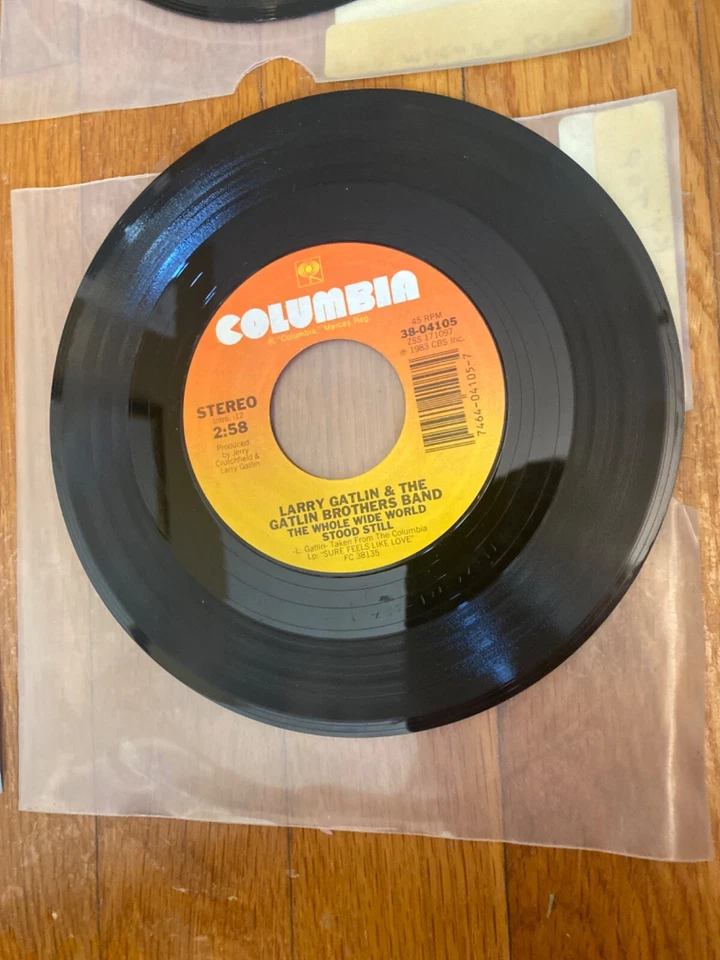 COLUMBIA
®, "Columbia," Marcas Reg.
45 RPM
38-04105
ZSS 171097
℗ 1983 CBS Inc.
7464-04105-7
STEREO
2:58
Produced
by Jerry
Crutchfield &
Larry Gatlin
LARRY GATLIN & THE
GATLIN BROTHERS BAND
THE WHOLE WIDE WORLD
STOOD STILL
-L. Gatlin- Taken From The Columbia
Lp: "SURE FEELS LIKE LOVE"
FC 38135